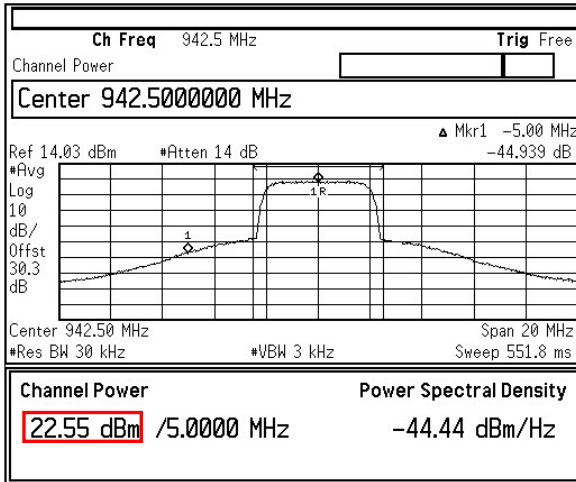 Ch Freq 942.5 MHz Trig Free
Channel Power
Center 942.5000000 MHz
Δ Mkr1 -5.00 MHz
Ref 14.03 dBm #Atten 14 dB -44.939 dB
#Avg
Log
10
dB/
Offst
30.3
dB
1R
1
Center 942.50 MHz Span 20 MHz
#Res BW 30 kHz #VBW 3 kHz Sweep 551.8 ms
Channel Power Power Spectral Density
22.55 dBm /5.0000 MHz -44.44 dBm/Hz